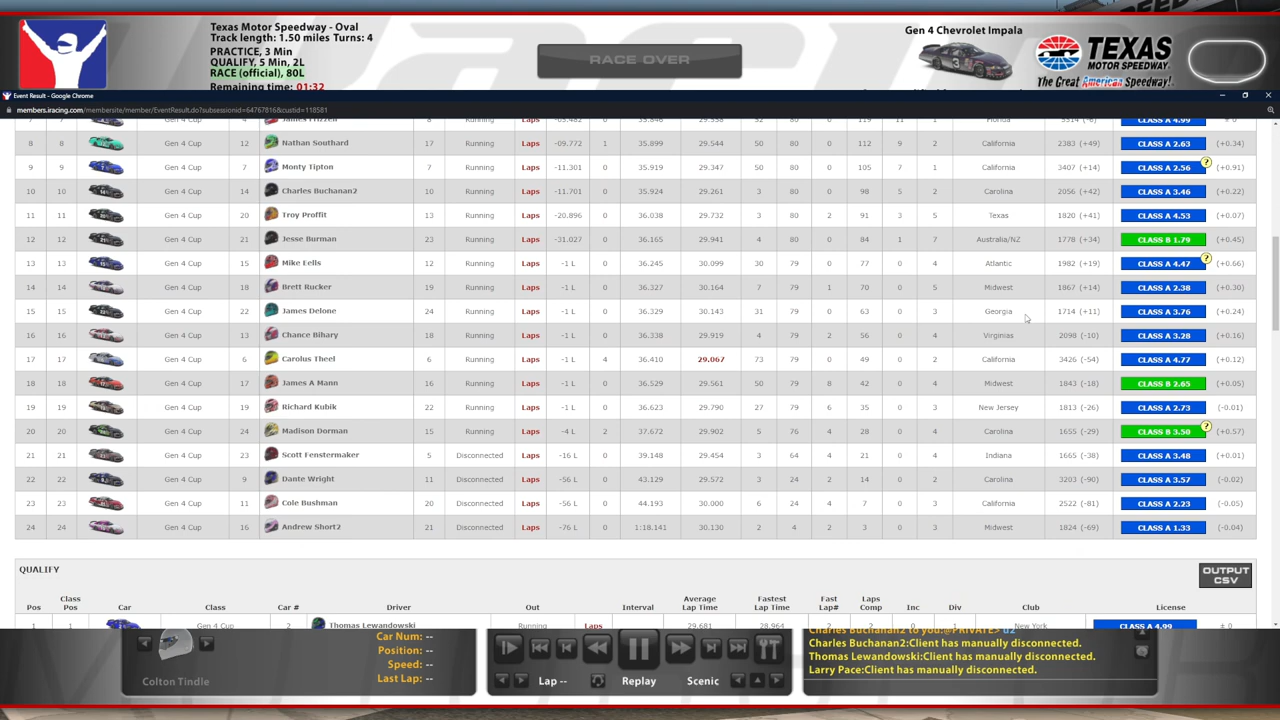 Texas Motor Speedway - Oval
Track length: 1.50 miles Turns: 4
PRACTICE, 3 Min
QUALIFY, 5 Min, 2L
RACE (official), 80L
Remaining time: 01:32
RACE OVER
Gen 4 Chevrolet Impala
TEXAS
MOTOR SPEEDWAY
The Great American Speedway!
Event Result - Google Chrome
members.iracing.com/membersite/member/EventResult.do?subsessionid=64767816&custid=118581
8 8 Gen 4 Cup 12 Nathan Southard 17 Running Laps -09.772 1 35.899 29.544 50 80 0 112 9 2 California 2383 (+49) CLASS A 2.63 (+0.34)
9 9 Gen 4 Cup 7 Monty Tipton 7 Running Laps -11.301 0 35.919 29.347 50 80 0 105 7 1 California 3407 (+14) CLASS A 2.56 ? (+0.91)
10 10 Gen 4 Cup 14 Charles Buchanan2 10 Running Laps -11.701 0 35.924 29.261 3 80 0 98 5 2 Carolina 2056 (+42) CLASS A 3.46 (+0.22)
11 11 Gen 4 Cup 20 Troy Proffit 13 Running Laps -20.896 0 36.038 29.732 3 80 2 91 3 5 Texas 1820 (+41) CLASS A 4.53 (+0.07)
12 12 Gen 4 Cup 21 Jesse Burman 23 Running Laps -31.027 0 36.165 29.941 4 80 0 84 1 7 Australia/NZ 1778 (+34) CLASS B 1.79 (+0.45)
13 13 Gen 4 Cup 15 Mike Eells 12 Running Laps -1 L 0 36.245 30.099 30 79 0 77 0 4 Atlantic 1982 (+19) CLASS A 4.47 ? (+0.66)
14 14 Gen 4 Cup 18 Brett Rucker 14 Running Laps -1 L 0 36.327 30.164 7 79 1 70 0 5 Midwest 1867 (+14) CLASS A 2.38 (+0.30)
15 15 Gen 4 Cup 22 James Delone 24 Running Laps -1 L 0 36.329 30.143 31 79 0 63 0 3 Georgia 1714 (+11) CLASS A 3.76 (+0.24)
16 16 Gen 4 Cup 13 Chance Bihary 13 Running Laps -1 L 0 36.338 29.919 4 79 2 56 0 4 Virginias 2098 (-10) CLASS A 3.28 (+0.16)
17 17 Gen 4 Cup 6 Carolus Theel 6 Running Laps -1 L 4 36.410 29.067 73 79 0 49 0 2 California 3426 (-54) CLASS A 4.77 (+0.12)
18 18 Gen 4 Cup 17 James A Mann 16 Running Laps -1 L 0 36.529 29.561 50 79 8 42 0 4 Midwest 1843 (-18) CLASS B 2.65 (+0.05)
19 19 Gen 4 Cup 19 Richard Kubik 22 Running Laps -1 L 0 36.623 29.790 27 79 6 35 0 3 New Jersey 1813 (-26) CLASS A 2.73 (-0.01)
20 20 Gen 4 Cup 24 Madison Dorman 15 Running Laps -4 L 2 37.672 29.902 5 76 4 28 0 4 Carolina 1655 (-29) CLASS B 3.50 ? (+0.57)
21 21 Gen 4 Cup 23 Scott Fenstermaker 5 Disconnected Laps -16 L 0 39.148 29.454 3 64 4 21 0 4 Indiana 1665 (-38) CLASS A 3.48 (+0.01)
22 22 Gen 4 Cup 9 Dante Wright 11 Disconnected Laps -56 L 0 43.129 29.572 3 24 2 14 0 2 Carolina 3203 (-90) CLASS A 3.57 (-0.02)
23 23 Gen 4 Cup 11 Cole Bushman 20 Disconnected Laps -56 L 0 44.193 30.000 6 24 4 7 0 3 California 2522 (-81) CLASS A 2.23 (-0.05)
24 24 Gen 4 Cup 16 Andrew Short2 21 Disconnected Laps -76 L 0 1:18.141 30.130 2 4 2 3 0 3 Midwest 1824 (-69) CLASS A 1.33 (-0.04)
QUALIFY
OUTPUT CSV
Pos Class Pos Car Class Car # Driver Out Interval Average Lap Time Fastest Lap Time Fast Lap# Laps Comp Inc Div Club License
1 1 Gen 4 Cup 2 Thomas Lewandowski Running Laps 29.681 28.964 New York CLASS A 4.99 ± 0
Colton Tindle
Car Num: --
Position: --
Speed: --
Last Lap: --
Lap --
Replay
Scenic
Charles Buchanan2 to you:@PRIVATE>
Charles Buchanan2:Client has manually disconnected.
Thomas Lewandowski:Client has manually disconnected.
Larry Pace:Client has manually disconnected.